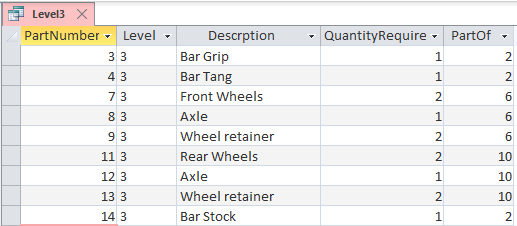 Level3
PartNumber Level Descrption QuantityRequire PartOf
3 3 Bar Grip 1 2
4 3 Bar Tang 1 2
7 3 Front Wheels 2 6
8 3 Axle 1 6
9 3 Wheel retainer 2 6
11 3 Rear Wheels 2 10
12 3 Axle 1 10
13 3 Wheel retainer 2 10
14 3 Bar Stock 1 2